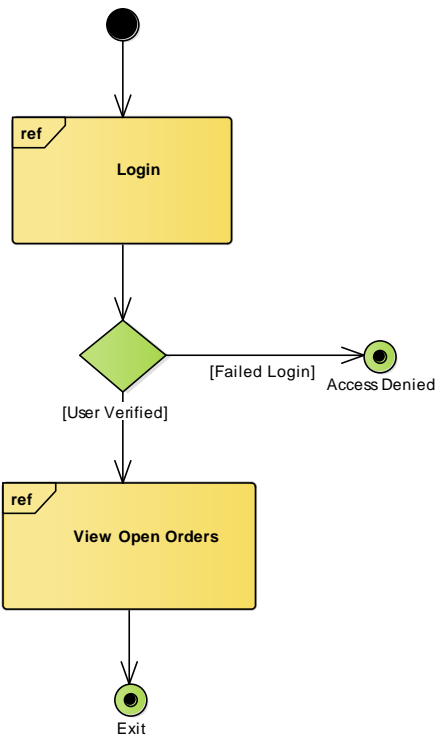 ref
Login
[Failed Login]
Access Denied
[User Verified]
ref
View Open Orders
Exit